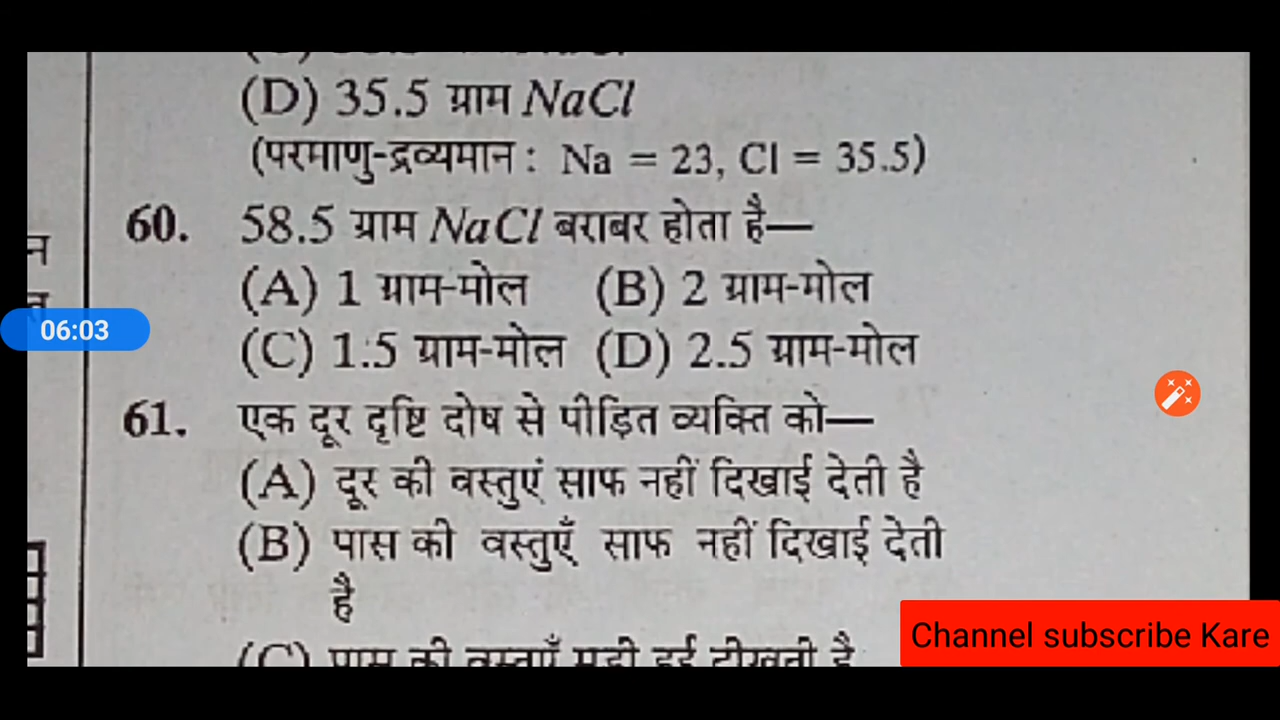 (D) 35.5 ग्राम NaCl
(परमाणु-द्रव्यमान : Na = 23, Cl = 35.5)
60. 58.5 ग्राम NaCl बराबर होता है—
(A) 1 ग्राम-मोल (B) 2 ग्राम-मोल
06:03
(C) 1.5 ग्राम-मोल (D) 2.5 ग्राम-मोल
61. एक दूर दृष्टि दोष से पीड़ित व्यक्ति को—
(A) दूर की वस्तुएं साफ नहीं दिखाई देती है
(B) पास की वस्तुएँ साफ नहीं दिखाई देती
है
Channel subscribe Kare